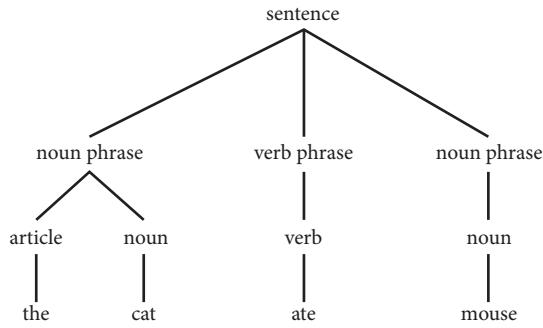 sentence
noun phrase verb phrase noun phrase
article noun verb noun
the cat ate mouse